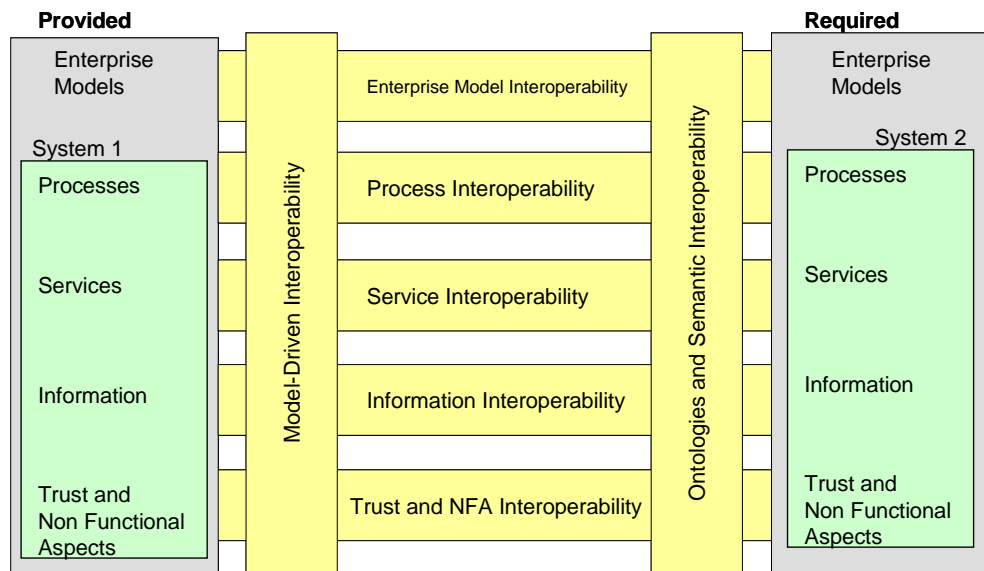 Provided
Required
Enterprise
Models
System 1
Processes
Services
Information
Trust and
Non Functional
Aspects
Model-Driven Interoperability
Enterprise Model Interoperability
Process Interoperability
Service Interoperability
Information Interoperability
Trust and NFA Interoperability
Ontologies and Semantic Interoperability
Enterprise
Models
System 2
Processes
Services
Information
Trust and
Non Functional
Aspects